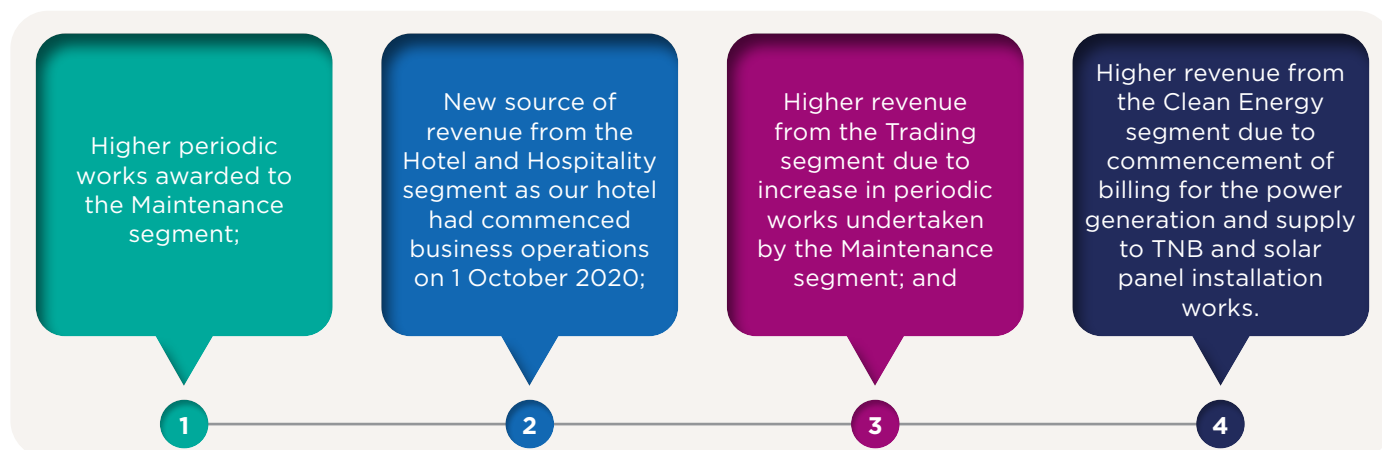 Higher periodic
works awarded to
the Maintenance
segment;
1
New source of
revenue from the
Hotel and Hospitality
segment as our hotel
had commenced
business operations
on 1 October 2020;
2
Higher revenue
from the Trading
segment due to
increase in periodic
works undertaken
by the Maintenance
segment; and
3
Higher revenue from
the Clean Energy
segment due to
commencement of
billing for the power
generation and supply
to TNB and solar
panel installation
works.
4